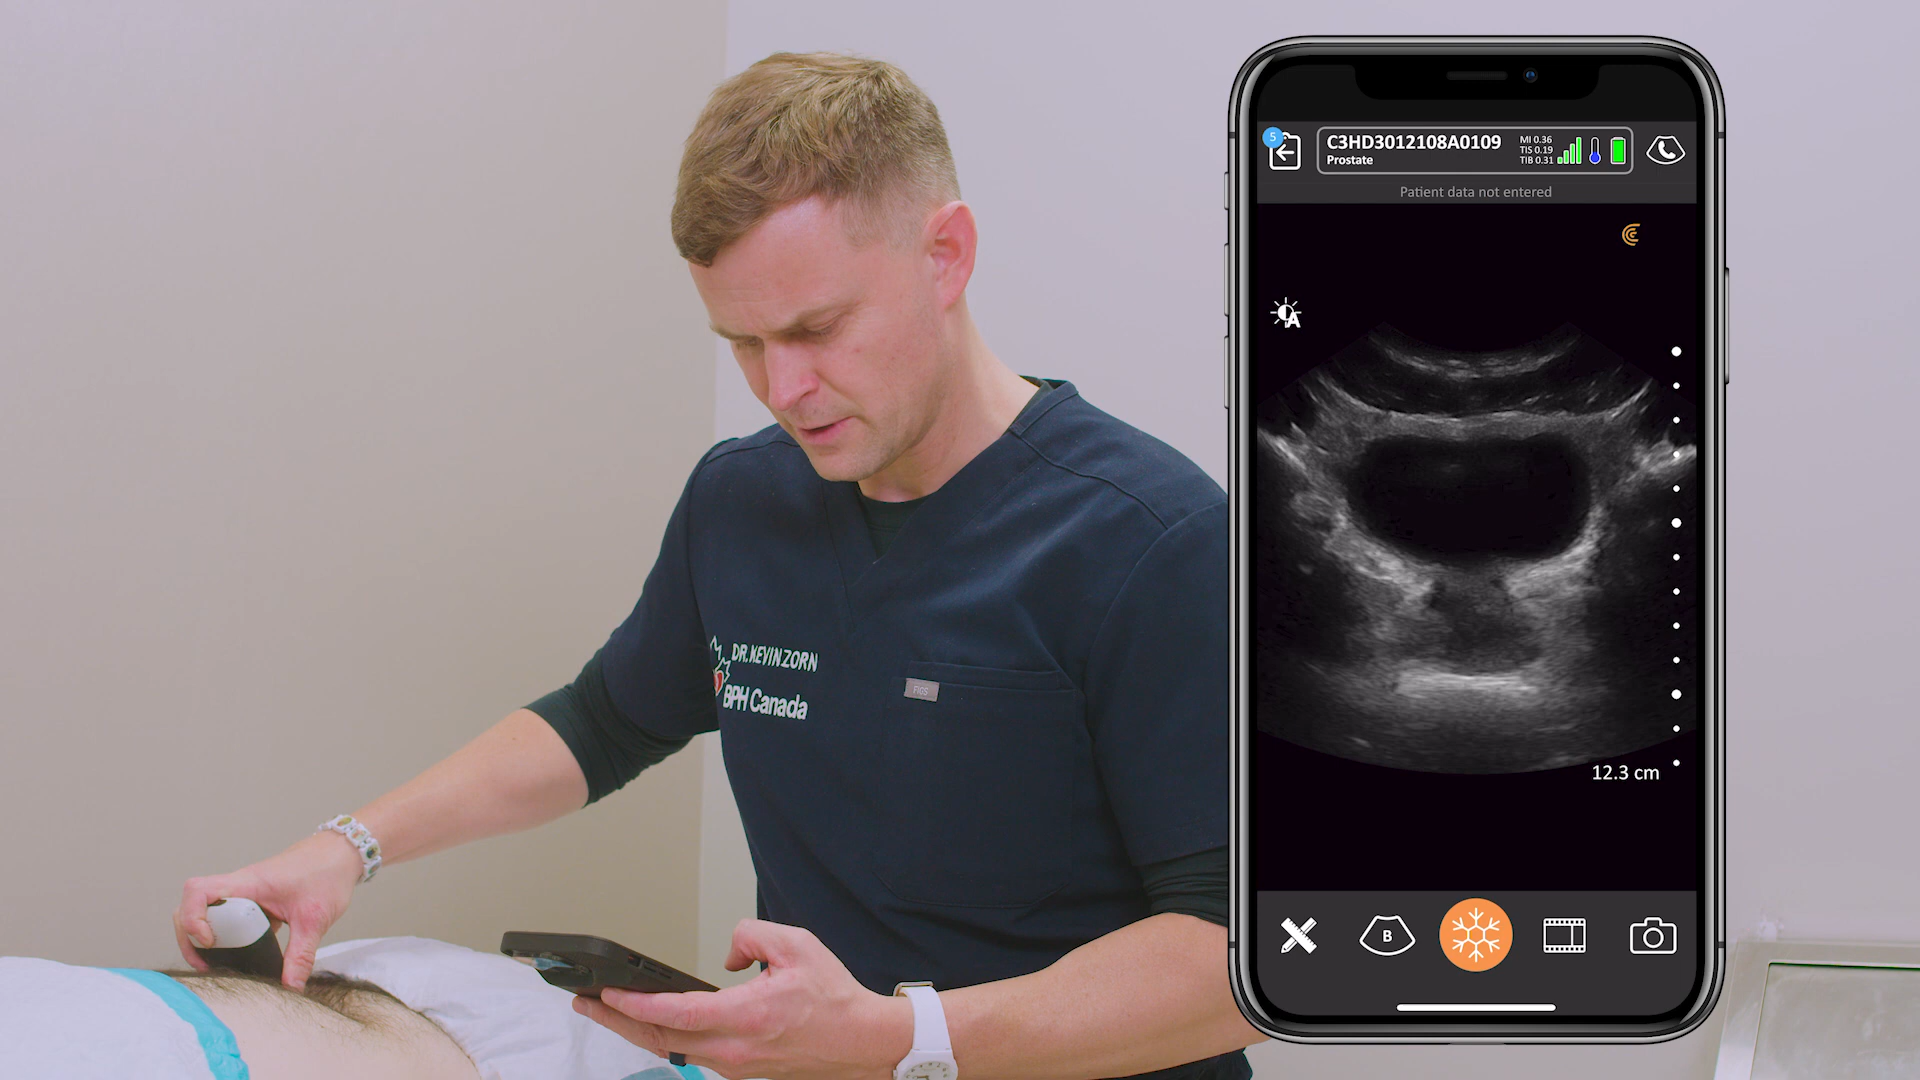 DR. KEVIN ZORN
BPH Canada
FIGS
5
C3HD3012108A0109
Prostate
MI 0.36
TIS 0.19
TIB 0.31
Patient data not entered
A
12.3 cm
B